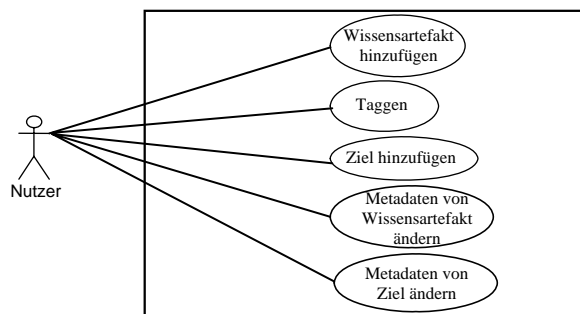 Wissensartefakt
hinzufügen
Taggen
Ziel hinzufügen
Nutzer
Metadaten von
Wissensartefakt
ändern
Metadaten von
Ziel ändern